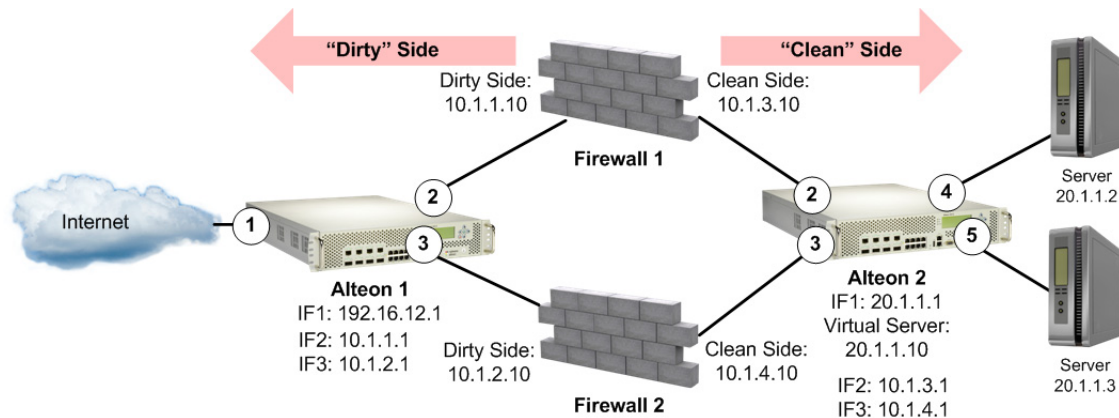 “Dirty” Side
“Clean” Side
Dirty Side:
10.1.1.10
Clean Side:
10.1.3.10
Firewall 1
Internet
1
2
3
Alteon 1
IF1: 192.16.12.1
IF2: 10.1.1.1
IF3: 10.1.2.1
Dirty Side:
10.1.2.10
Clean Side:
10.1.4.10
Firewall 2
2
3
4
5
Alteon 2
IF1: 20.1.1.1
Virtual Server:
20.1.1.10
IF2: 10.1.3.1
IF3: 10.1.4.1
Server
20.1.1.2
Server
20.1.1.3